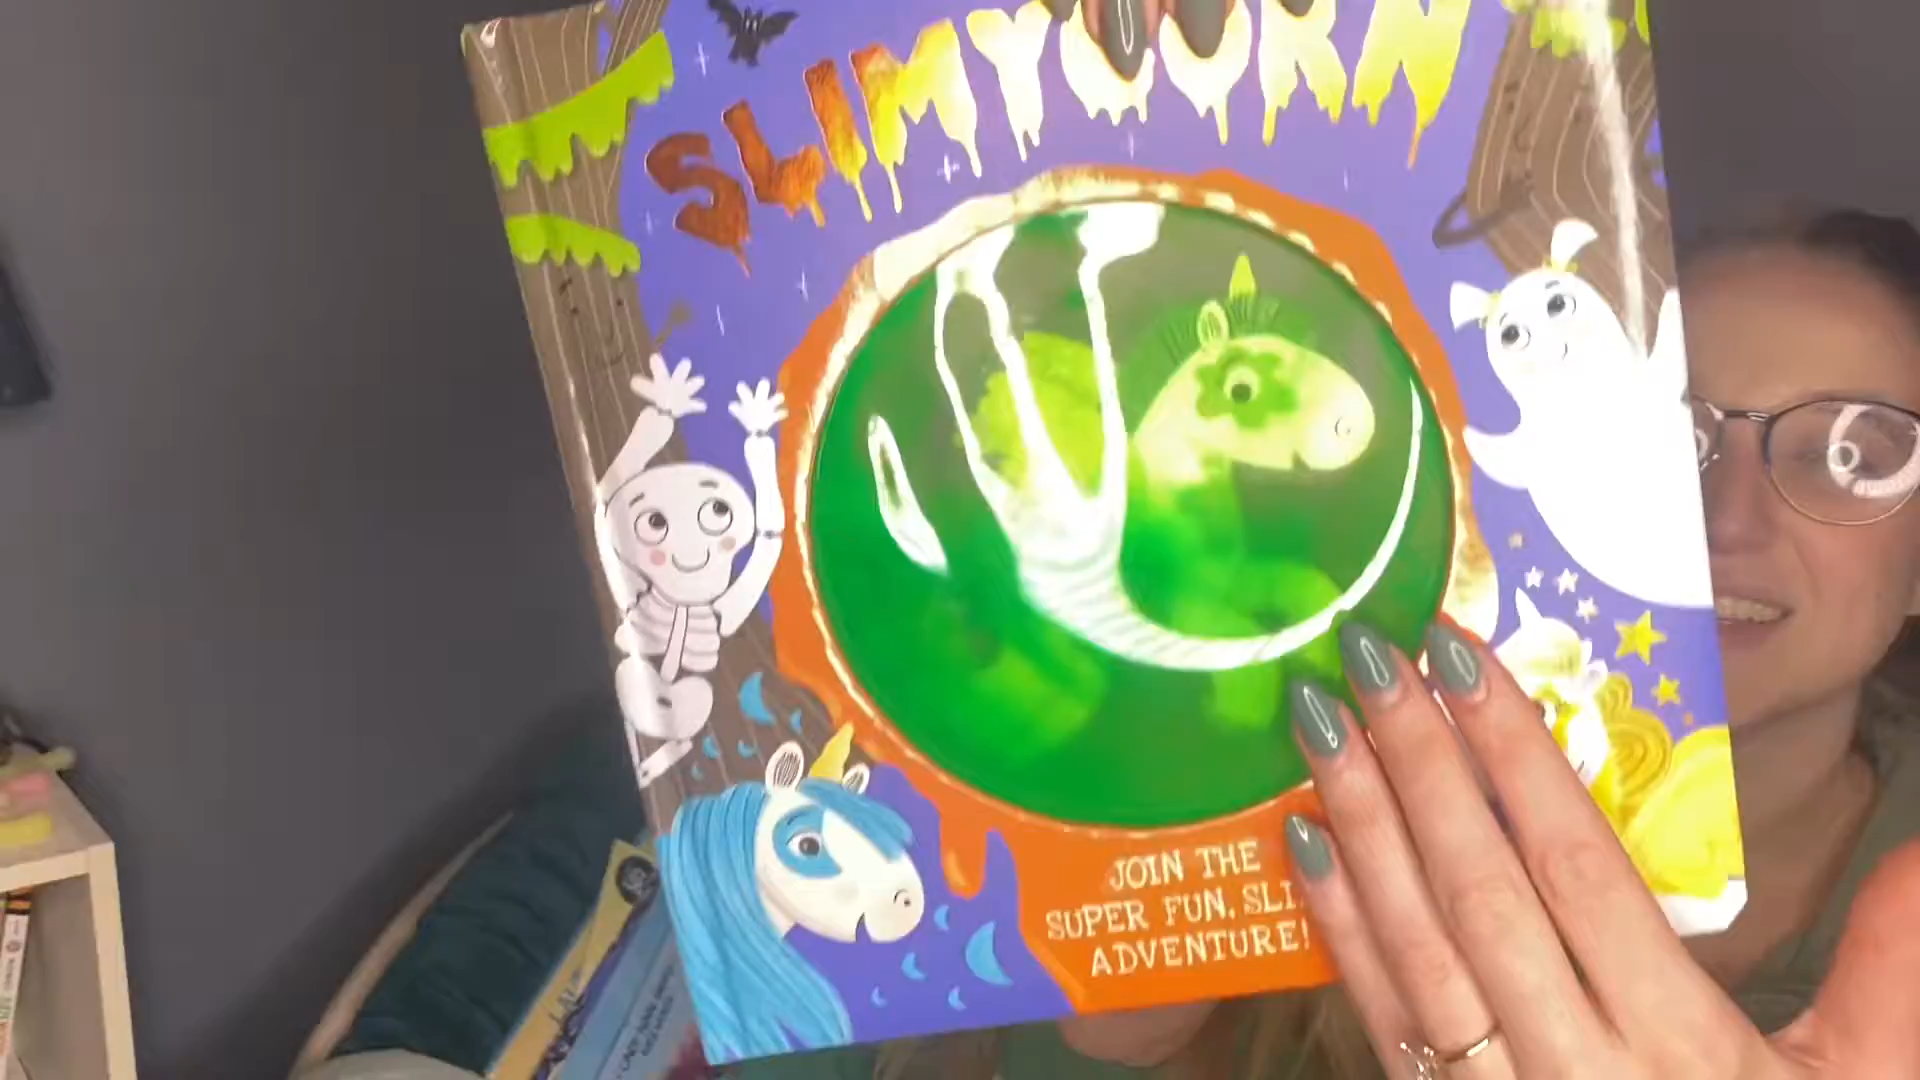 SLIMYCORN
JOIN THE
SUPER FUN, SLI
ADVENTURE!